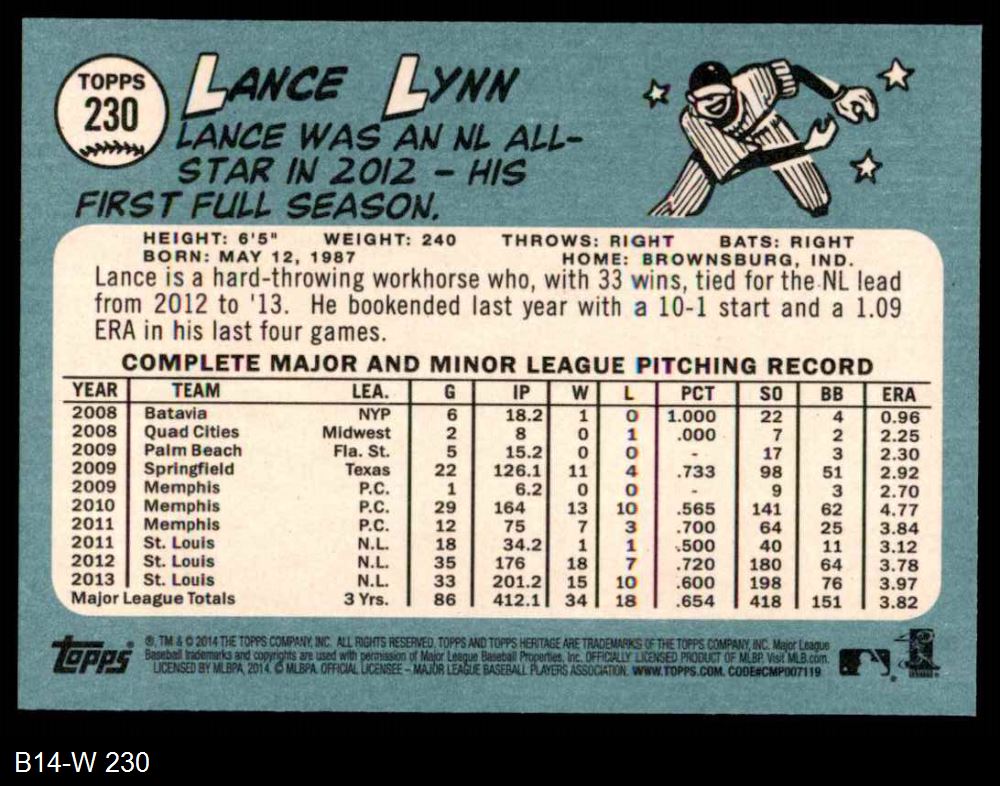 TOPPS
230
LANCE LYNN
LANCE WAS AN NL ALL-
STAR IN 2012 – HIS
FIRST FULL SEASON.
HEIGHT: 6'5" WEIGHT: 240 THROWS: RIGHT BATS: RIGHT
BORN: MAY 12, 1987 HOME: BROWNSBURG, IND.
Lance is a hard-throwing workhorse who, with 33 wins, tied for the NL lead
from 2012 to '13. He bookended last year with a 10-1 start and a 1.09
ERA in his last four games.
COMPLETE MAJOR AND MINOR LEAGUE PITCHING RECORD
YEAR TEAM LEA. G IP W L PCT SO BB ERA
2008 Batavia NYP 6 18.2 1 0 1.000 22 4 0.96
2008 Quad Cities Midwest 2 8 0 1 .000 7 2 2.25
2009 Palm Beach Fla. St. 5 15.2 0 0 - 17 3 2.30
2009 Springfield Texas 22 126.1 11 4 .733 98 51 2.92
2009 Memphis P.C. 1 6.2 0 0 - 9 3 2.70
2010 Memphis P.C. 29 164 13 10 .565 141 62 4.77
2011 Memphis P.C. 12 75 7 3 .700 64 25 3.84
2011 St. Louis N.L. 18 34.2 1 1 .500 40 11 3.12
2012 St. Louis N.L. 35 176 18 7 .720 180 64 3.78
2013 St. Louis N.L. 33 201.2 15 10 .600 198 76 3.97
Major League Totals 3 Yrs. 86 412.1 34 18 .654 418 151 3.82
Topps ®, TM & © 2014 THE TOPPS COMPANY, INC. ALL RIGHTS RESERVED. TOPPS AND TOPPS HERITAGE ARE TRADEMARKS OF THE TOPPS COMPANY, INC. Major League
Baseball trademarks and copyrights are used with permission of Major League Baseball Properties, Inc. OFFICIALLY LICENSED PRODUCT OF MLBP. Visit MLB.com.
LICENSED BY MLBPA, 2014. © MLBPA. OFFICIAL LICENSEE – MAJOR LEAGUE BASEBALL PLAYERS ASSOCIATION. WWW.TOPPS.COM. CODE#CMP007119
B14-W 230